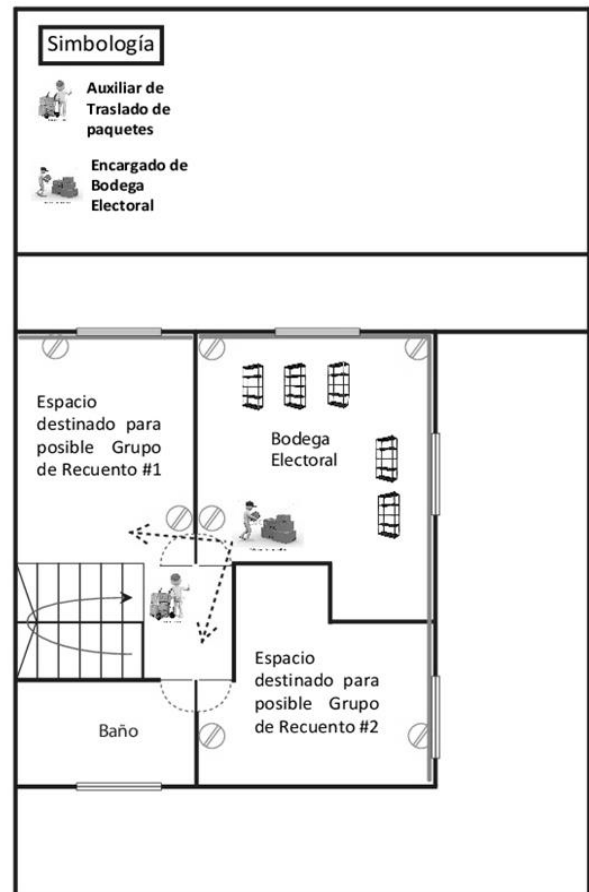 Simbología
Auxiliar de
Traslado de
paquetes
Encargado de
Bodega
Electoral
Espacio
destinado para
posible Grupo
de Recuento #1
Bodega
Electoral
Espacio
destinado para
posible Grupo
de Recuento #2
Baño